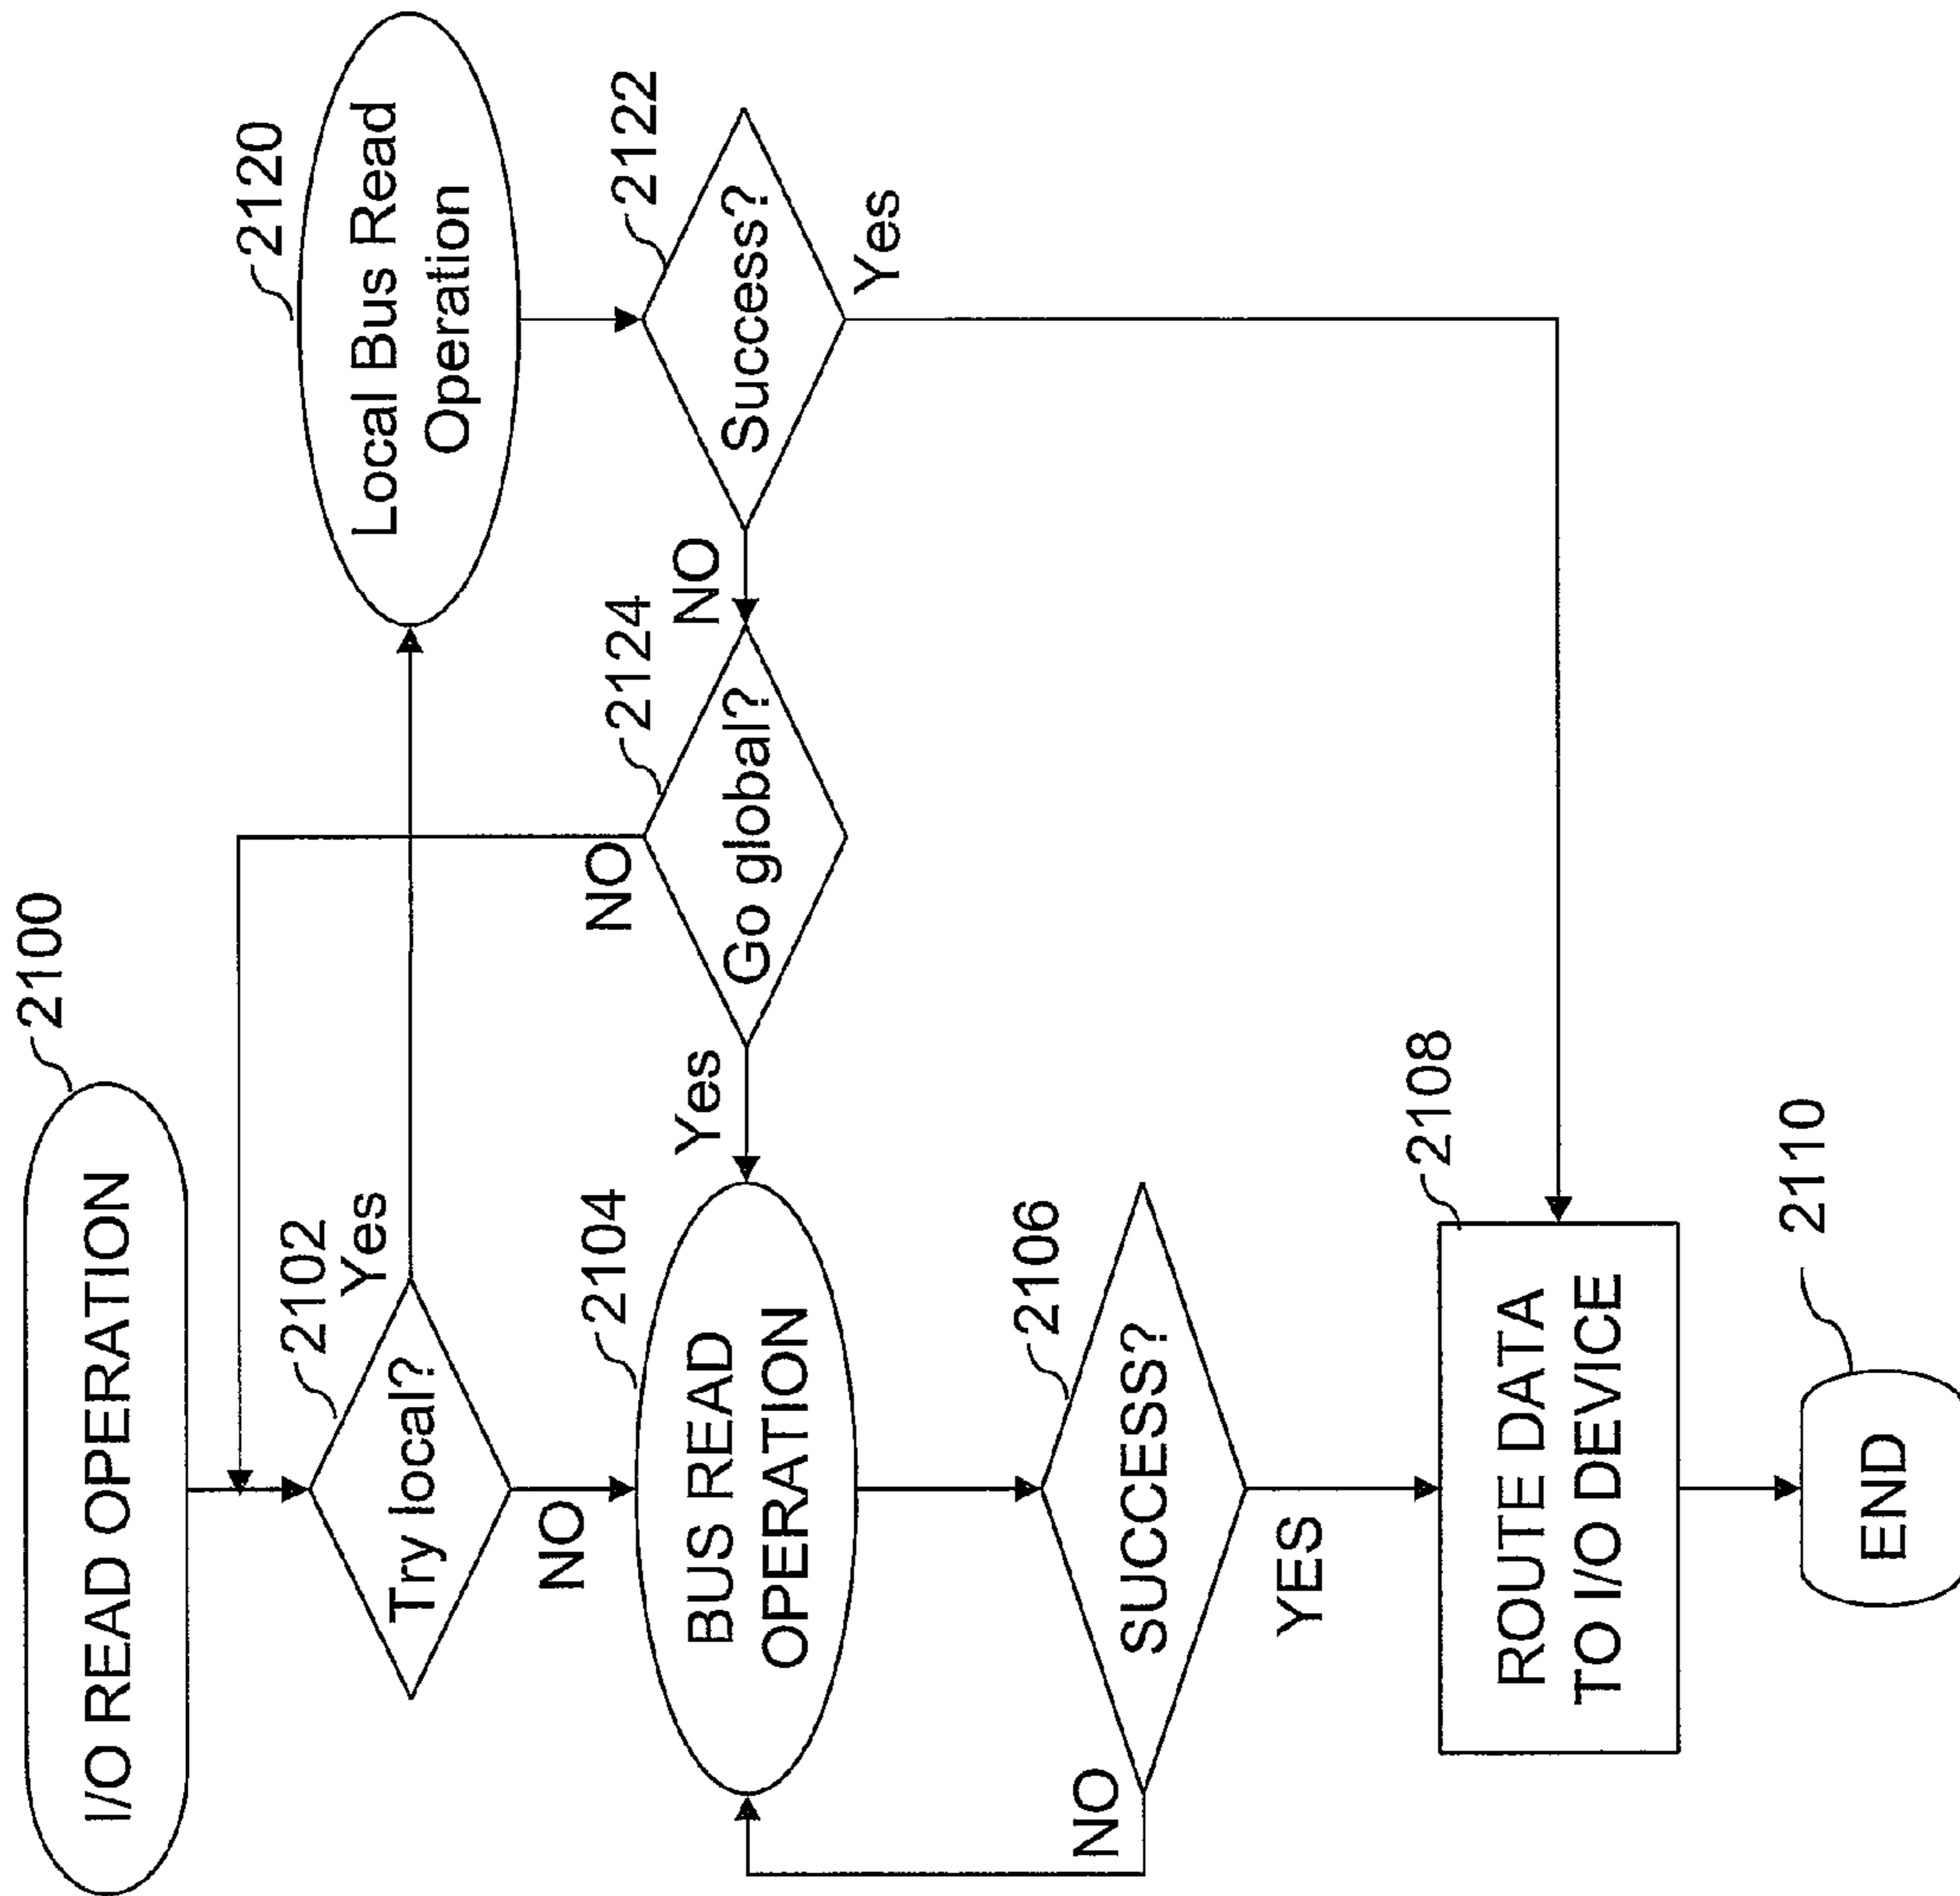 2100
I/O READ OPERATION
2102
Try local?
Yes
NO
2120
Local Bus Read
Operation
2122
Success?
Yes
NO
2124
Go global?
NO
Yes
2104
BUS READ
OPERATION
2106
SUCCESS?
NO
YES
2108
ROUTE DATA
TO I/O DEVICE
2110
END